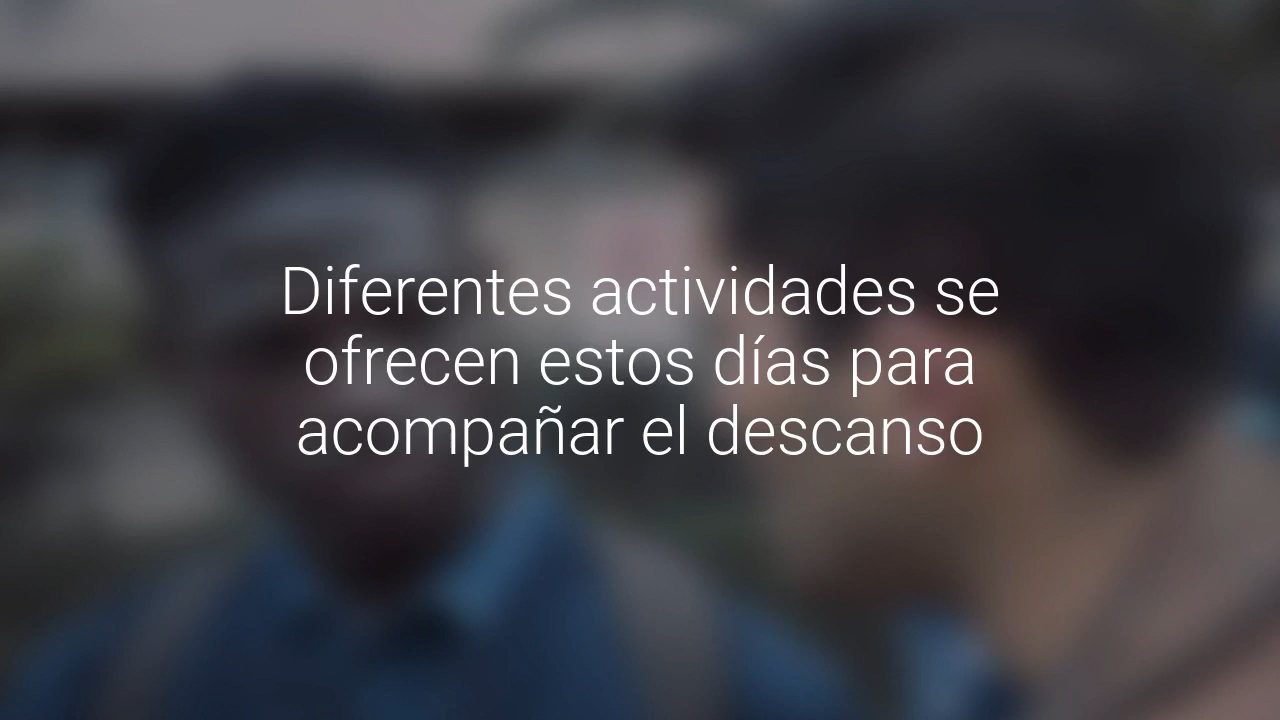 Diferentes actividades se
ofrecen estos días para
acompañar el descanso